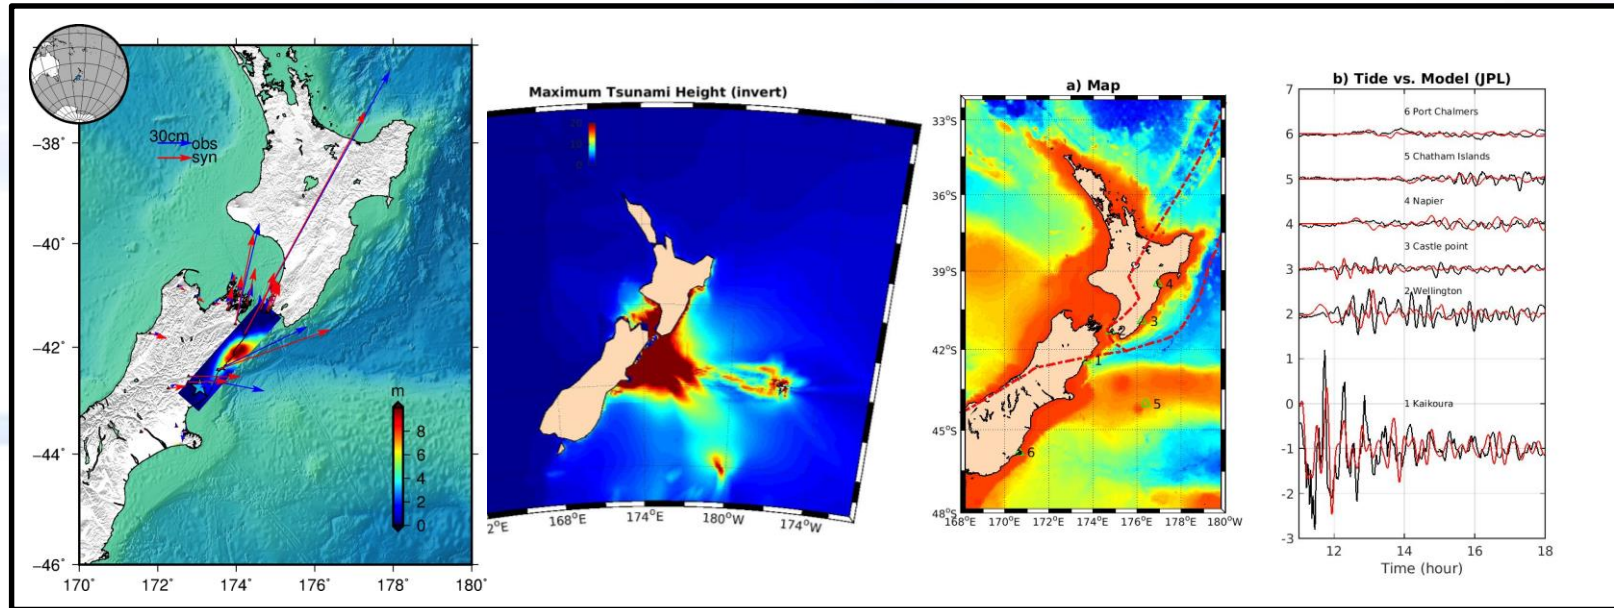 30cm
obs
syn
−38˚
−40˚
−42˚
−44˚
−46˚
170
172
174
176
178
180
m
8
6
4
2
0
Maximum Tsunami Height (invert)
20
10
0
2°E
168°E
174°E
180°W
174°W
a) Map
33°S
36°S
39°S
42°S
45°S
48°S
168°E
170°E
172°E
174°E
176°E
178°E
180°W
1
2
3
4
5
6
b) Tide vs. Model (JPL)
7
6
5
4
3
2
1
0
-1
-2
-3
6 Port Chalmers
5 Chatham Islands
4 Napier
3 Castle point
2 Wellington
1 Kaikoura
12
14
16
18
Time (hour)